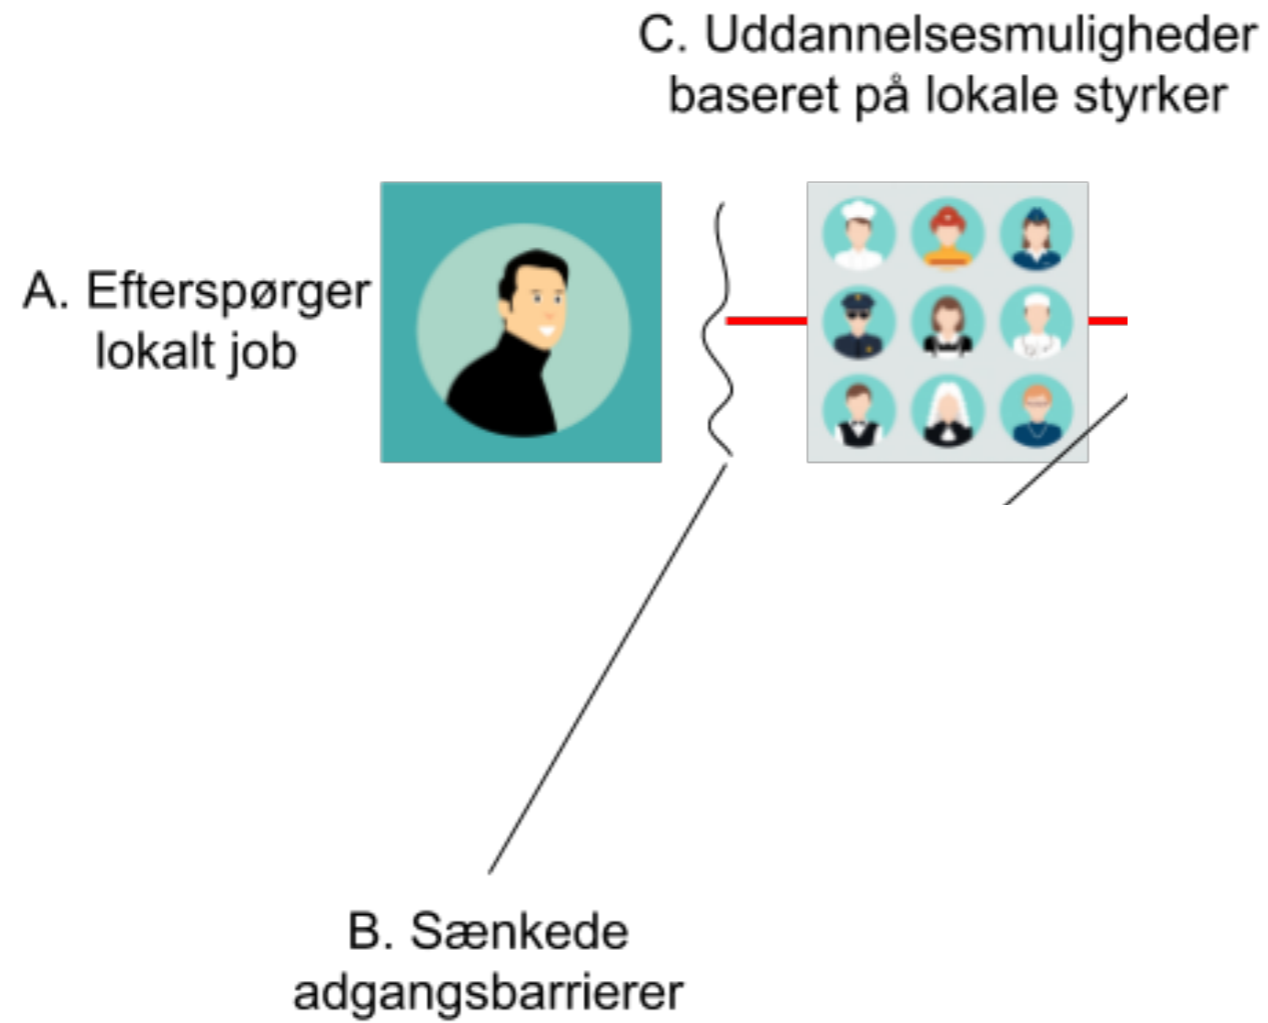 C. Uddannelsesmuligheder
baseret på lokale styrker
A. Efterspørger
lokalt job
B. Sænkede
adgangsbarrierer